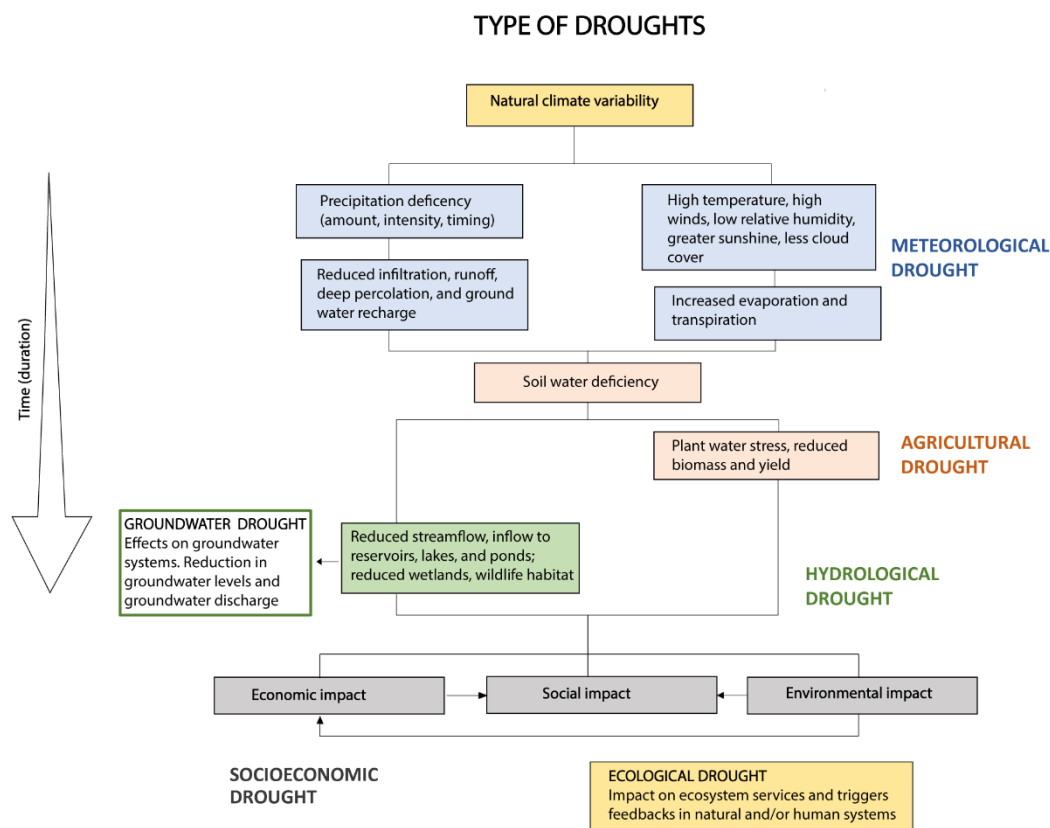 TYPE OF DROUGHTS
Natural climate variability
Precipitation deficency
(amount, intensity, timing)
High temperature, high
winds, low relative humidity,
greater sunshine, less cloud
cover
METEOROLOGICAL
DROUGHT
Reduced infiltration, runoff,
deep percolation, and ground
water recharge
Increased evaporation and
transpiration
Time (duration)
Soil water deficiency
Plant water stress, reduced
biomass and yield
AGRICULTURAL
DROUGHT
GROUNDWATER DROUGHT
Effects on groundwater
systems. Reduction in
groundwater levels and
groundwater discharge
Reduced streamflow, inflow to
reservoirs, lakes, and ponds;
reduced wetlands, wildlife habitat
HYDROLOGICAL
DROUGHT
Economic impact
Social impact
Environmental impact
SOCIOECONOMIC
DROUGHT
ECOLOGICAL DROUGHT
Impact on ecosystem services and triggers
feedbacks in natural and/or human systems